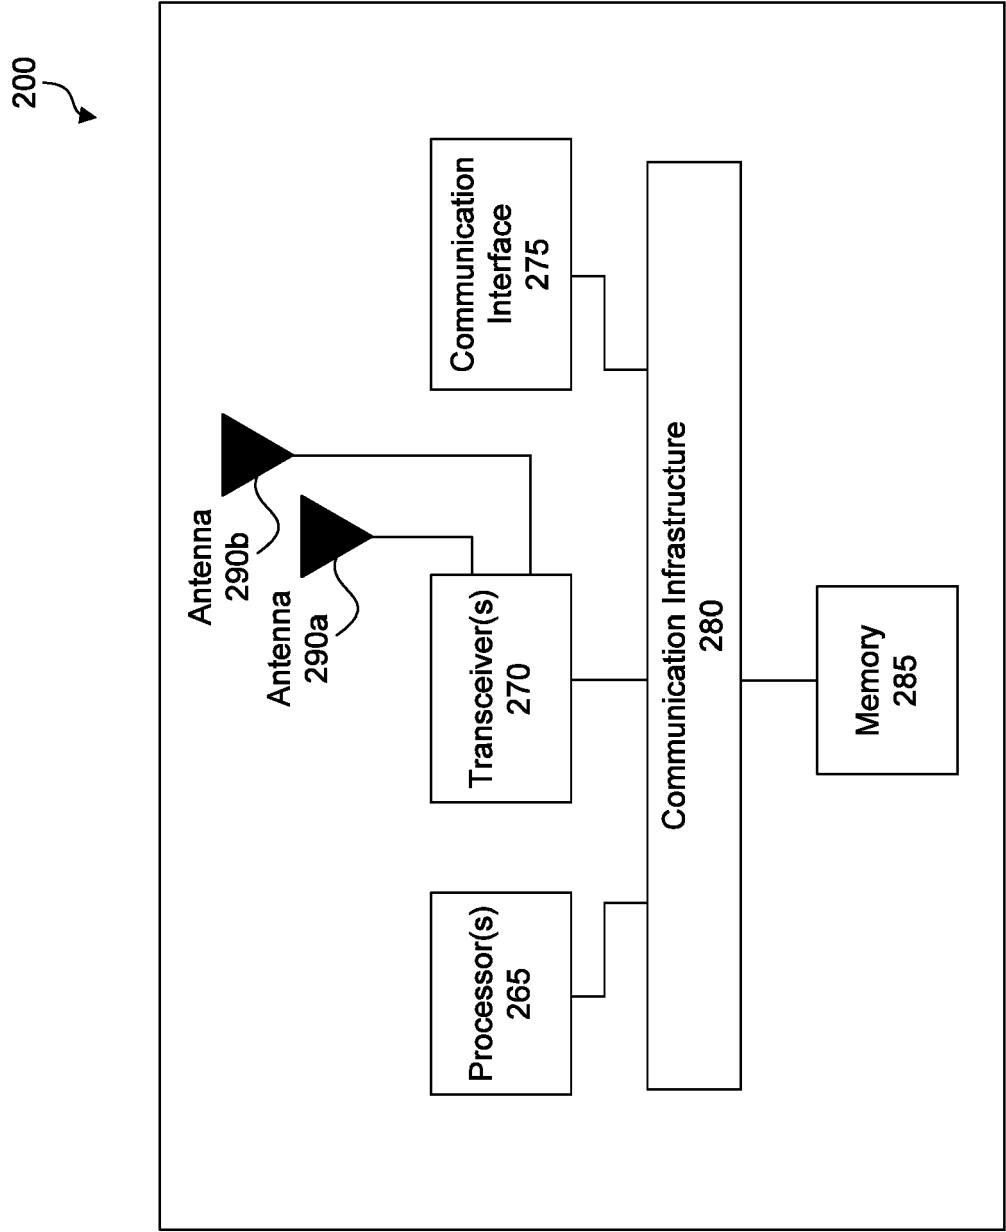 200
Antenna
290b
Antenna
290a
Processor(s)
265
Transceiver(s)
270
Communication
Interface
275
Communication Infrastructure
280
Memory
285